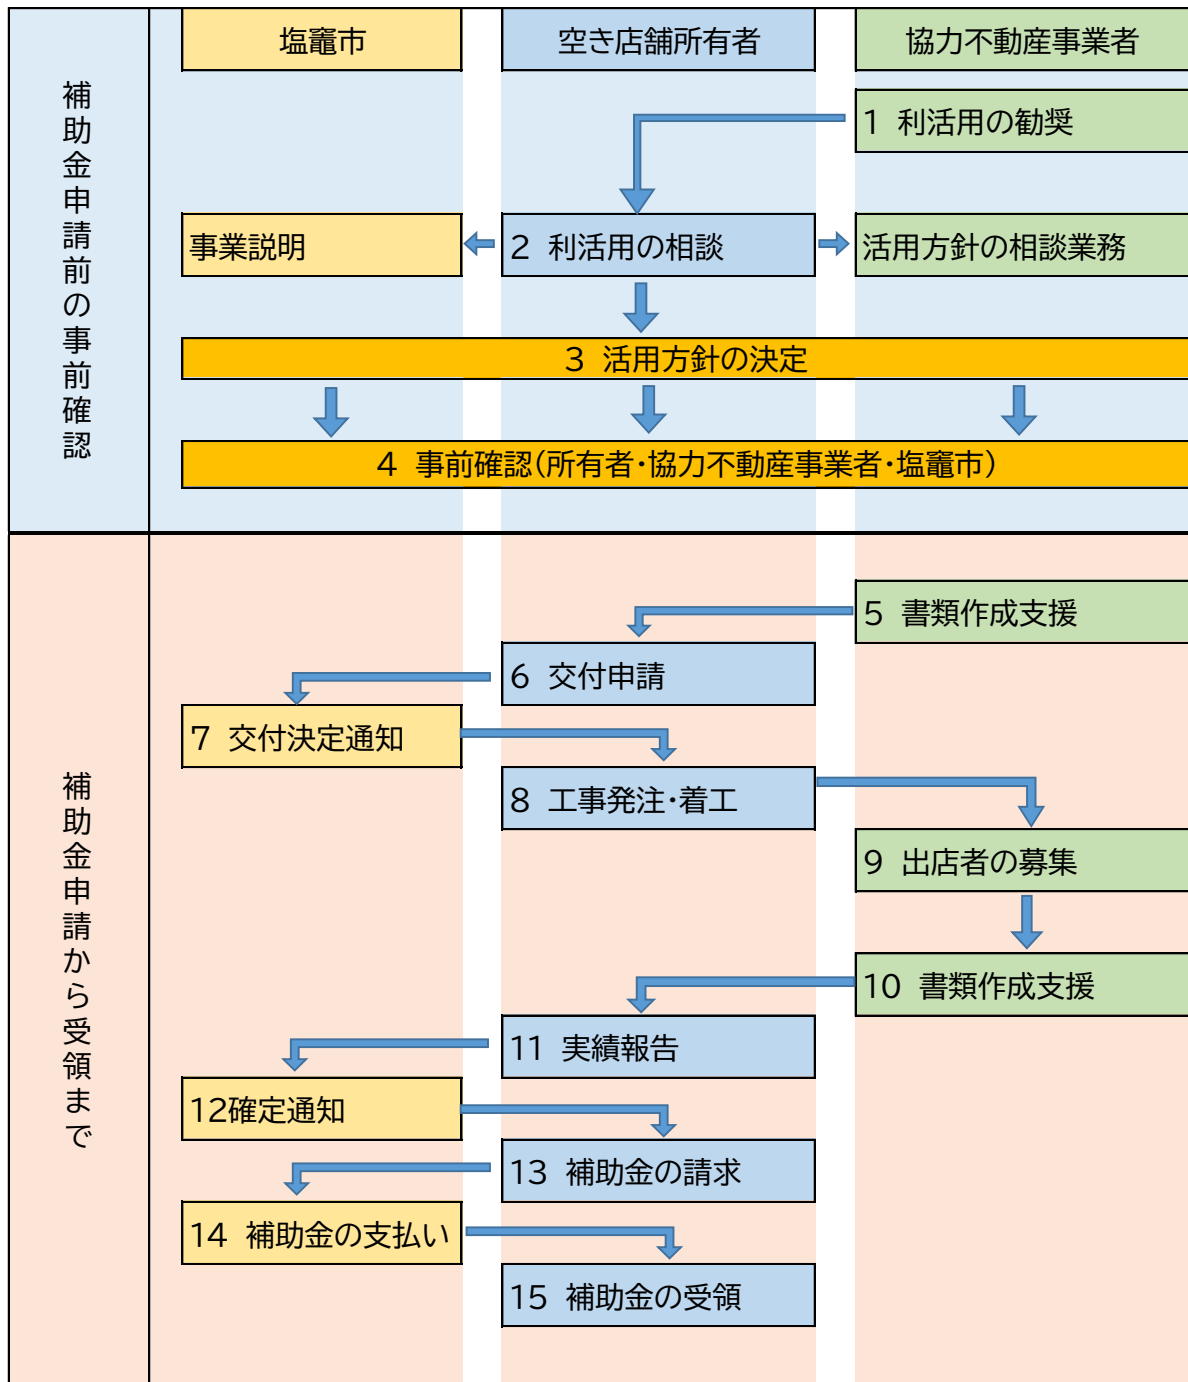 塩竈市
空き店舗所有者
協力不動産事業者
補助金申請前の事前確認
1 利活用の勧奨
事業説明
2 利活用の相談
活用方針の相談業務
3 活用方針の決定
4 事前確認(所有者・協力不動産事業者・塩竈市)
補助金申請から受領まで
5 書類作成支援
6 交付申請
7 交付決定通知
8 工事発注・着工
9 出店者の募集
10 書類作成支援
11 実績報告
12確定通知
13 補助金の請求
14 補助金の支払い
15 補助金の受領